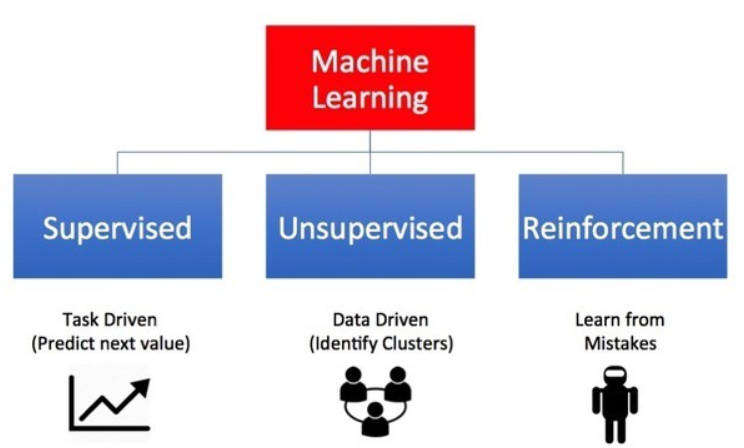 Machine
Learning
Supervised
Unsupervised
Reinforcement
Task Driven
(Predict next value)
Data Driven
(Identify Clusters)
Learn from
Mistakes